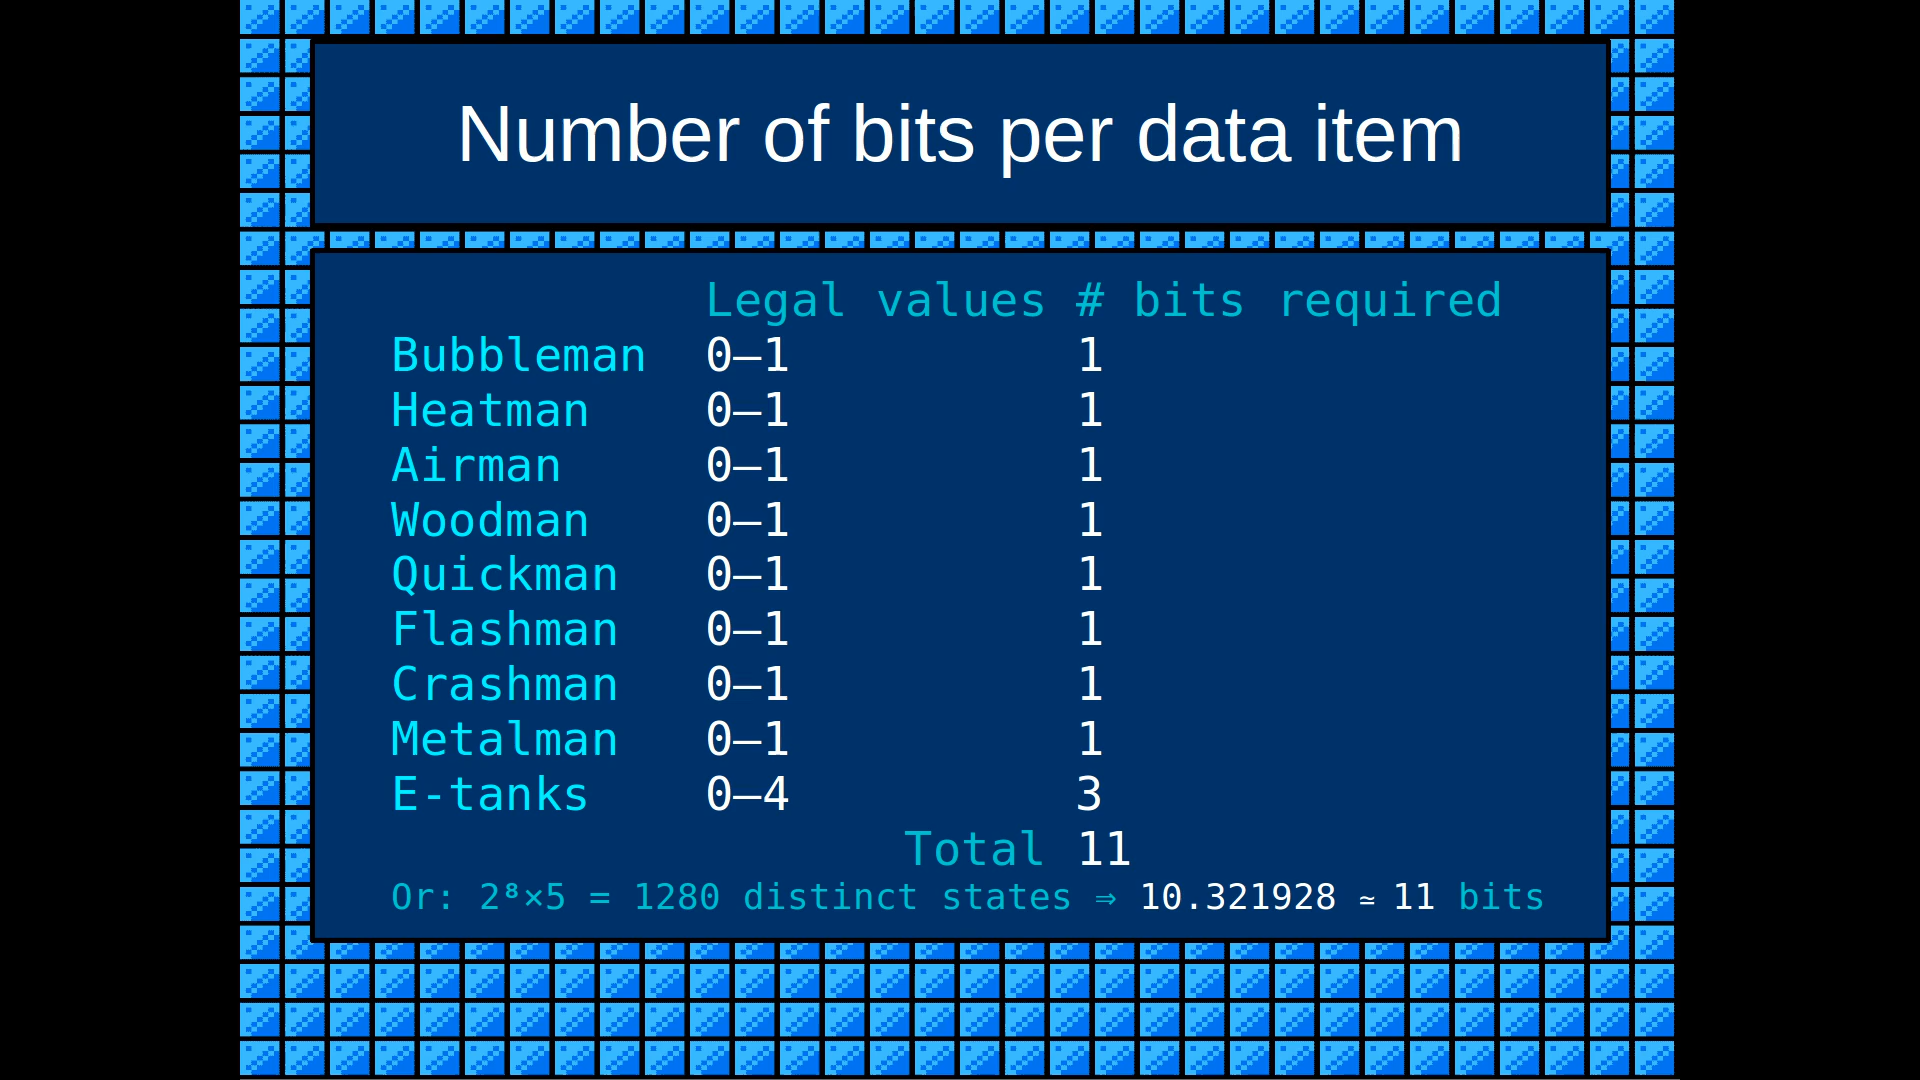 Number of bits per data item
Legal values # bits required
Bubbleman 0–1 1
Heatman 0–1 1
Airman 0–1 1
Woodman 0–1 1
Quickman 0–1 1
Flashman 0–1 1
Crashman 0–1 1
Metalman 0–1 1
E-tanks 0–4 3
Total 11
Or: 2⁸×5 = 1280 distinct states ⇒ 10.321928 ≃ 11 bits